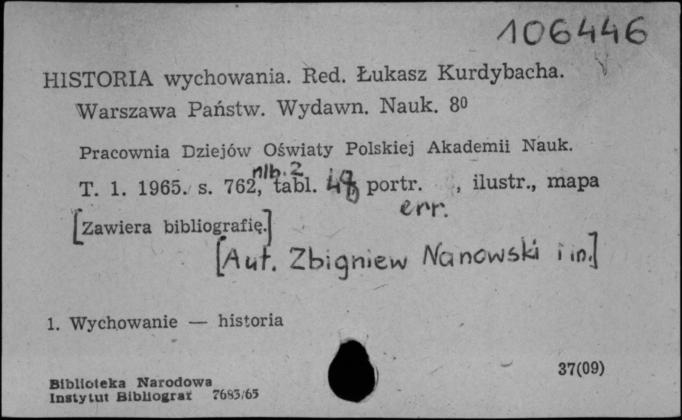 106446
HISTORIA wychowania. Red. Łukasz Kurdybacha.
Warszawa Państw. Wydawn. Nauk. 8⁰
Pracownia Dziejów Oświaty Polskiej Akademii Nauk.
T. 1. 1965. s. 762, nlb. 2 tabl. portr. , ilustr., mapa
err.
[Zawiera bibliografię.]
[Aut. Zbigniew Nanowski i in.]
1. Wychowanie — historia
37(09)
Biblioteka Narodowa
Instytut Bibliograf 7683/65